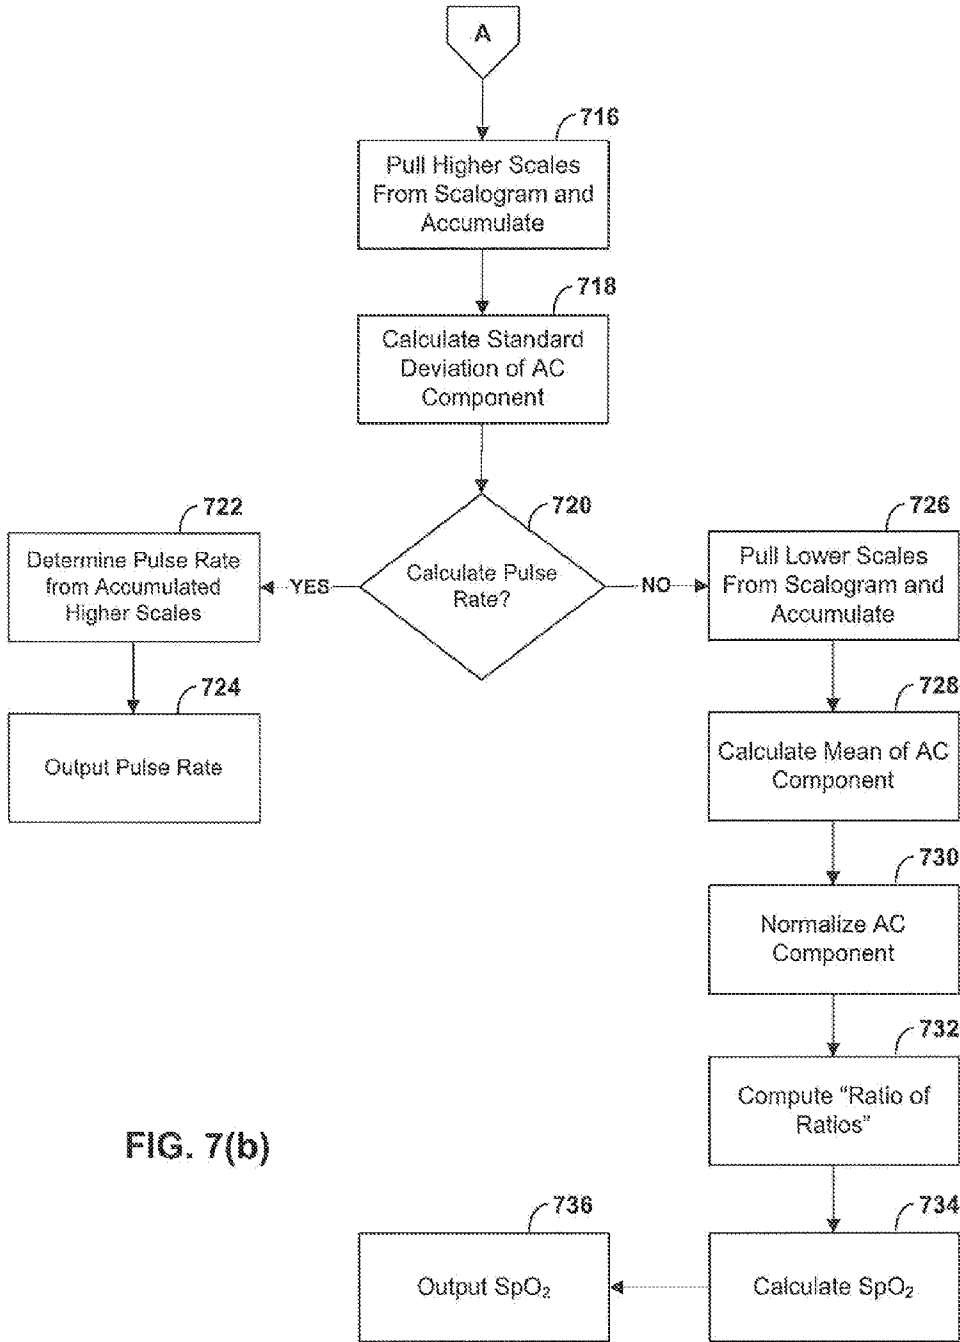 A
716
Pull Higher Scales
From Scalogram and
Accumulate
718
Calculate Standard
Deviation of AC
Component
720
Calculate Pulse
Rate?
YES
NO
722
Determine Pulse Rate
from Accumulated
Higher Scales
724
Output Pulse Rate
726
Pull Lower Scales
From Scalogram and
Accumulate
728
Calculate Mean of AC
Component
730
Normalize AC
Component
732
Compute “Ratio of
Ratios”
734
Calculate SpO₂
736
Output SpO₂
FIG. 7(b)